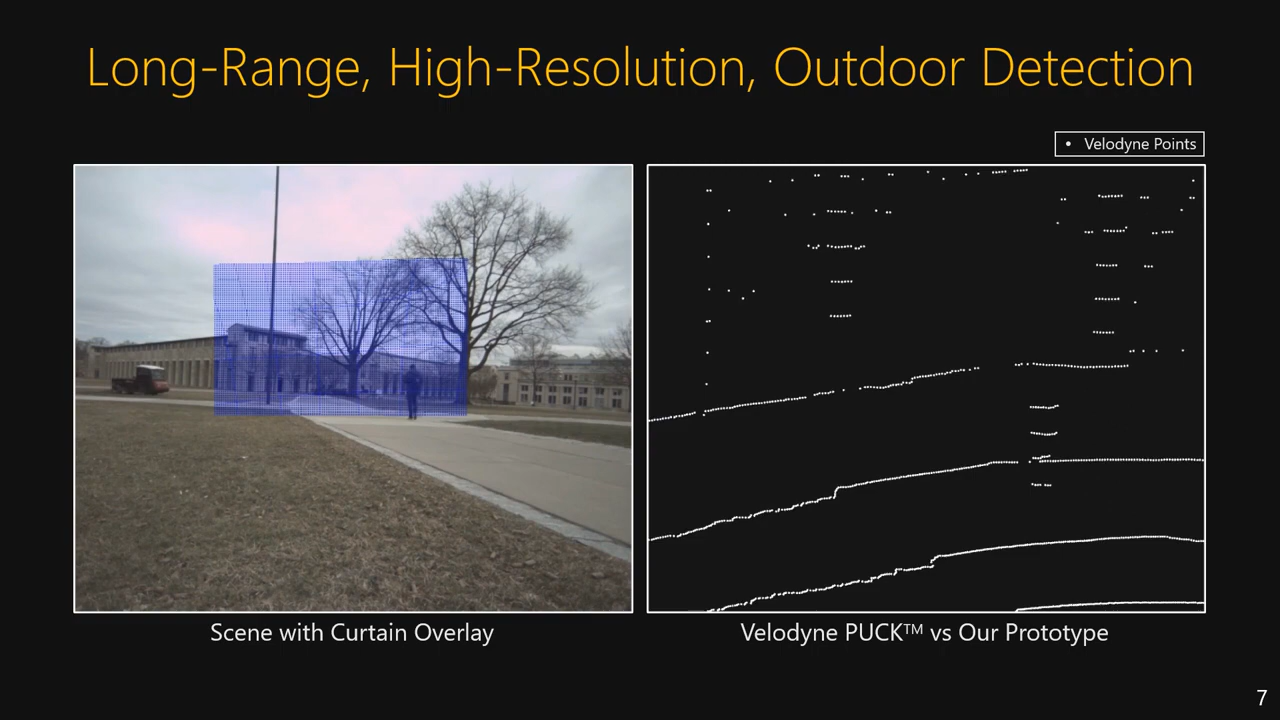 Long-Range, High-Resolution, Outdoor Detection
• Velodyne Points
Scene with Curtain Overlay
Velodyne PUCK™ vs Our Prototype
7